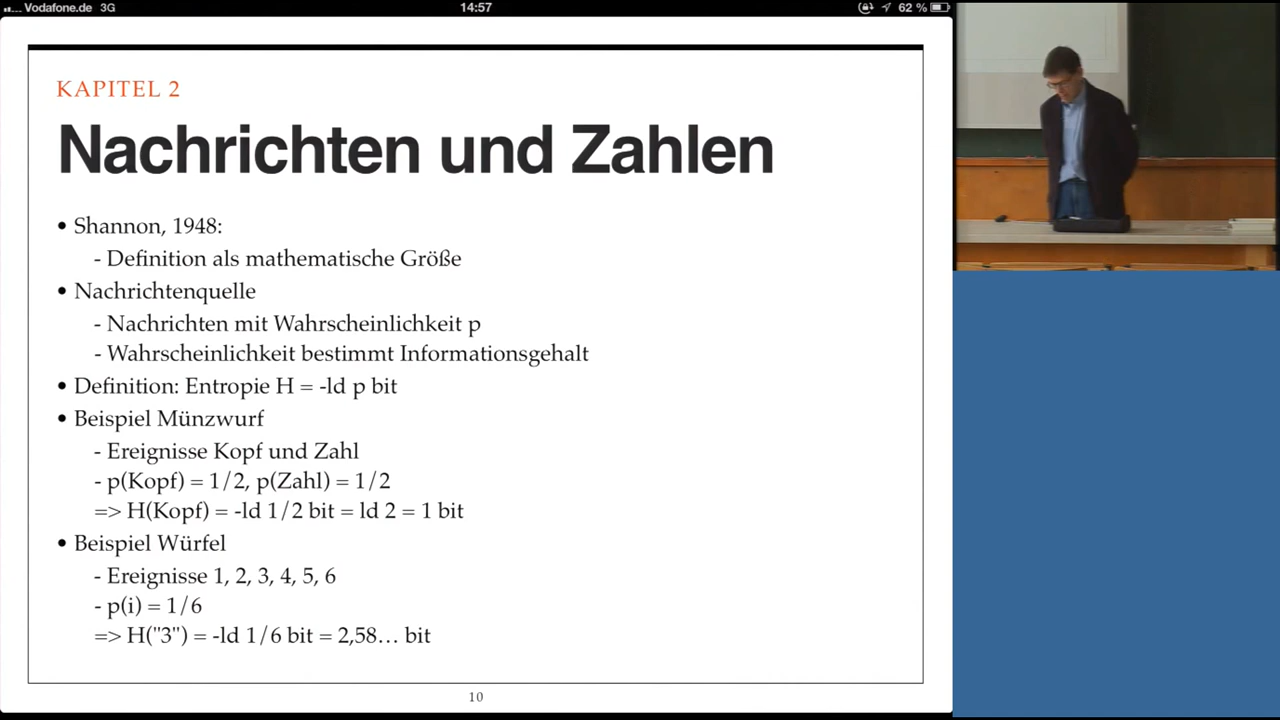 Vodafone.de 3G 14:57 62 %
KAPITEL 2
Nachrichten und Zahlen
• Shannon, 1948:
- Definition als mathematische Größe
• Nachrichtenquelle
- Nachrichten mit Wahrscheinlichkeit p
- Wahrscheinlichkeit bestimmt Informationsgehalt
• Definition: Entropie H = -ld p bit
• Beispiel Münzwurf
- Ereignisse Kopf und Zahl
- p(Kopf) = 1/2, p(Zahl) = 1/2
=> H(Kopf) = -ld 1/2 bit = ld 2 = 1 bit
• Beispiel Würfel
- Ereignisse 1, 2, 3, 4, 5, 6
- p(i) = 1/6
=> H("3") = -ld 1/6 bit = 2,58… bit
10